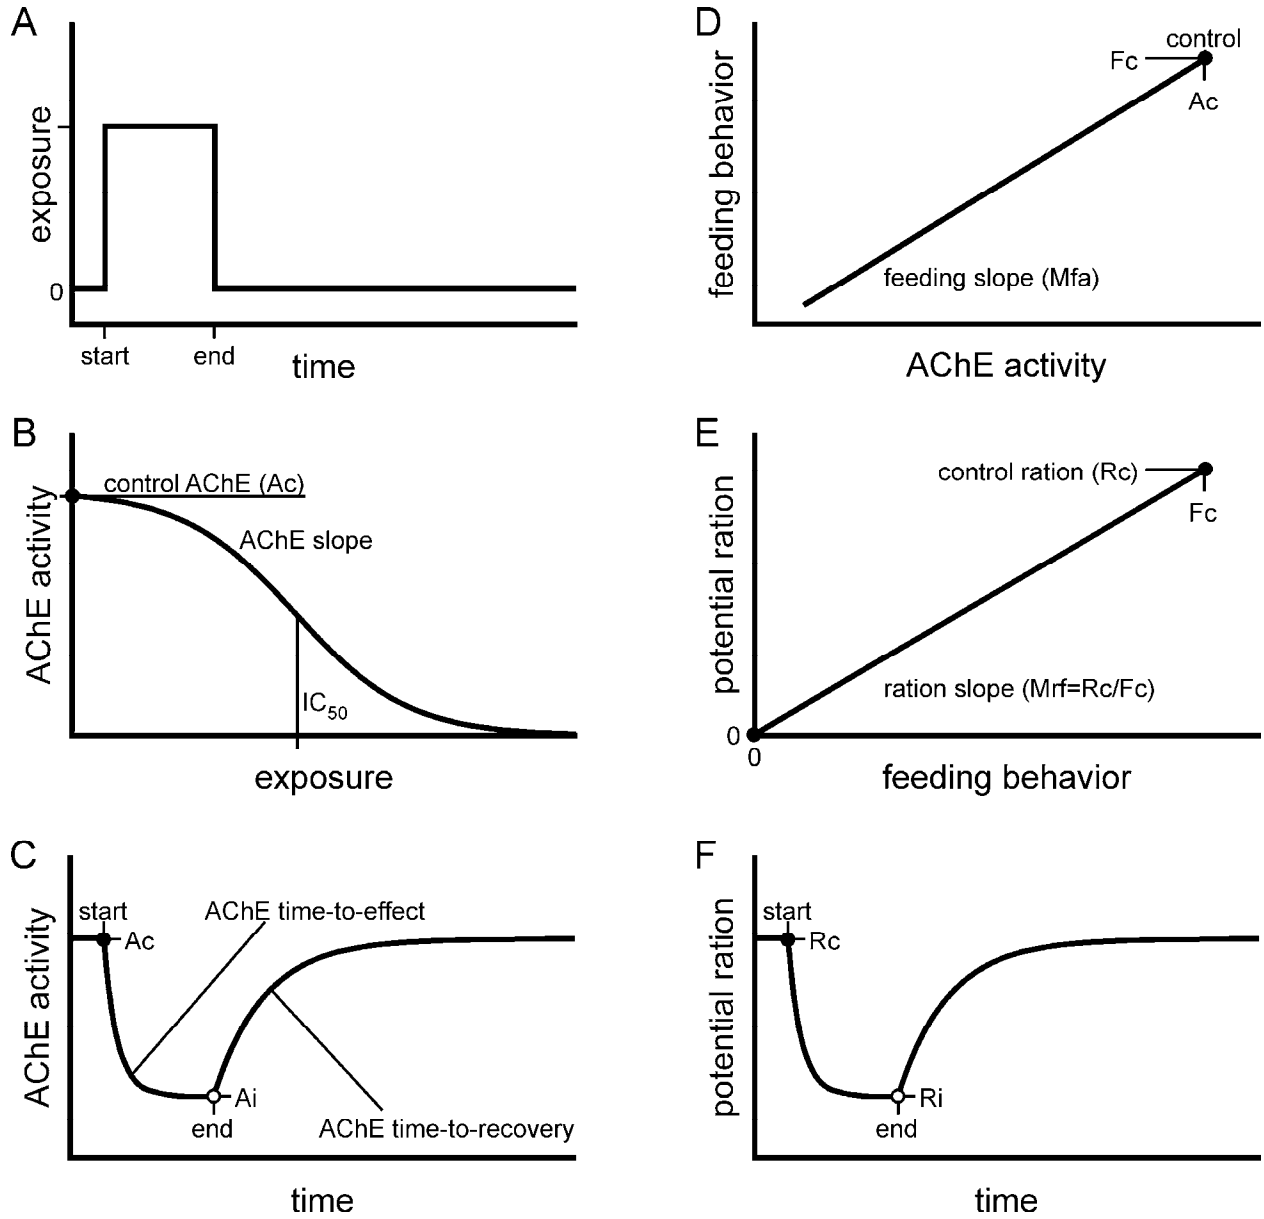 A
exposure
0
start
end
time
B
AChE activity
control AChE (Ac)
AChE slope
IC50
exposure
C
AChE activity
start
Ac
AChE time-to-effect
Ai
end
AChE time-to-recovery
time
D
feeding behavior
control
Fc
Ac
feeding slope (Mfa)
AChE activity
E
potential ration
control ration (Rc)
Fc
ration slope (Mrf=Rc/Fc)
0
0
feeding behavior
F
potential ration
start
Rc
Ri
end
time